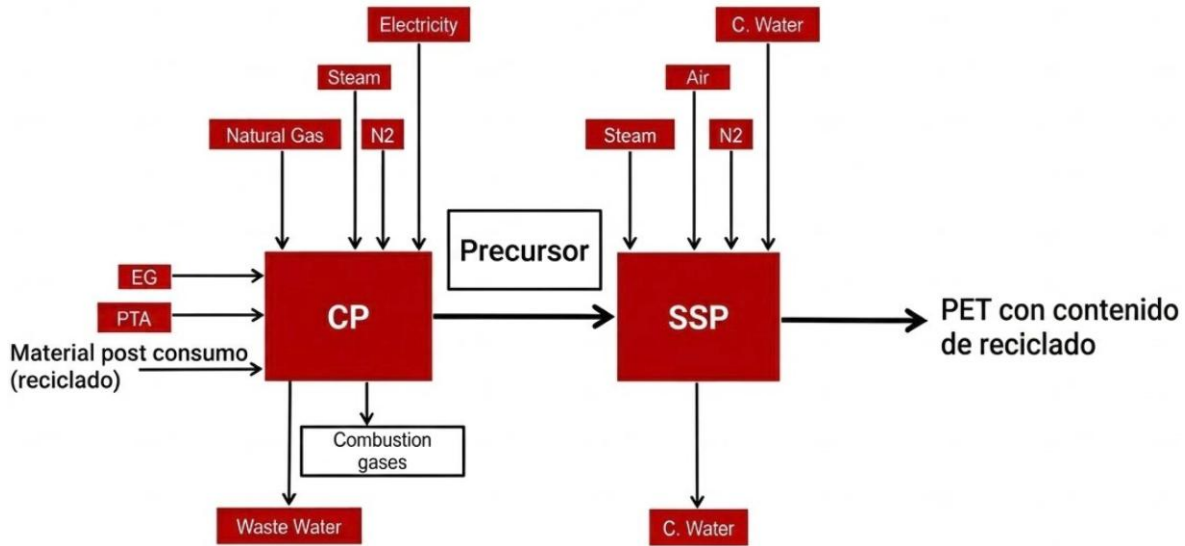 Electricity
C. Water
Steam
Air
Natural Gas
N2
Steam
N2
Precursor
EG
PTA
CP
SSP
PET con contenido
de reciclado
Material post consumo
(reciclado)
Combustion
gases
Waste Water
C. Water